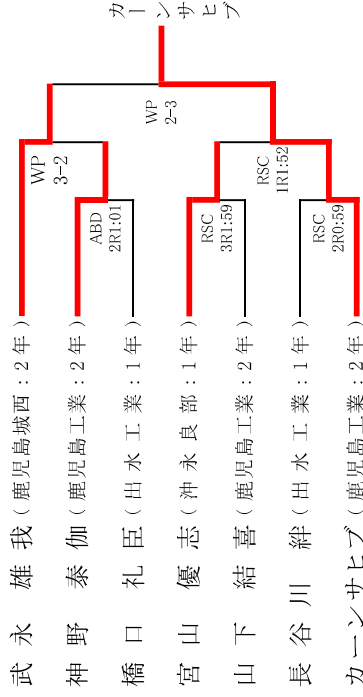 カーンサヒブ
WP
2-3
WP
3-2
RSC
1R1:52
ABD
2R1:01
RSC
3R1:59
RSC
2R0:59
武永 雄我(鹿児島城西:2年)
神野 泰伽(鹿児島工業:2年)
橋口 礼臣(出水工業:1年)
宮山 優志(沖永良部:1年)
山下 結喜(鹿児島工業:2年)
長谷川 絆(出水工業:1年)
カーンサヒブ(鹿児島工業:2年)